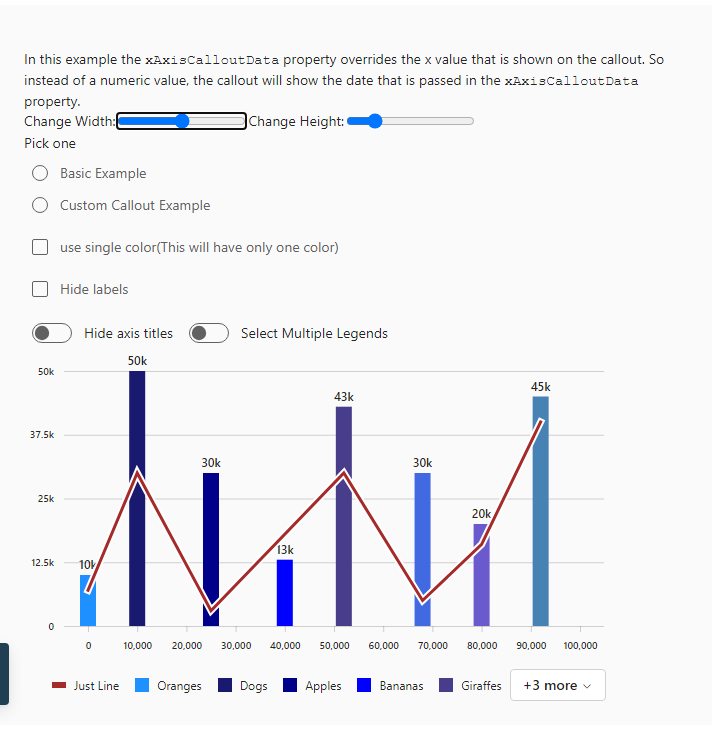 In this example the xAxisCalloutData property overrides the x value that is shown on the callout. So
instead of a numeric value, the callout will show the date that is passed in the xAxisCalloutData
property.
Change Width: Change Height:
Pick one
Basic Example
Custom Callout Example
use single color(This will have only one color)
Hide labels
Hide axis titles Select Multiple Legends
50k
50k
45k
43k
37.5k
30k 30k
25k
20k
13k
12.5k 10k
0
0 10,000 20,000 30,000 40,000 50,000 60,000 70,000 80,000 90,000 100,000
Just Line Oranges Dogs Apples Bananas Giraffes +3 more